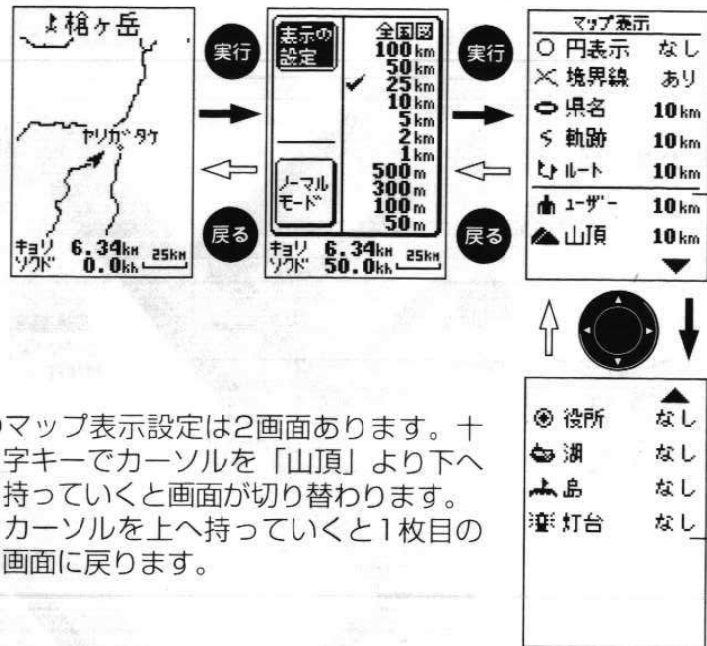 槍ヶ岳
ヤリガタケ
キョリ 6.34km 25km
ソクド 0.0kh
実行
戻る
表示の
設定
ノーマル
モード
全国図
100km
50km
25km
10km
5km
2km
1km
500m
300m
100m
50m
キョリ 6.34km 25km
ソクド 50.0kh
実行
戻る
マップ表示
円表示 なし
境界線 あり
県名 10km
軌跡 10km
ルート 10km
ユーザー 10km
山頂 10km
役所 なし
湖 なし
島 なし
灯台 なし
マップ表示設定は2画面あります。十
字キーでカーソルを「山頂」より下へ
持っていくと画面が切り替わります。
カーソルを上へ持っていくと1枚目の
画面に戻ります。